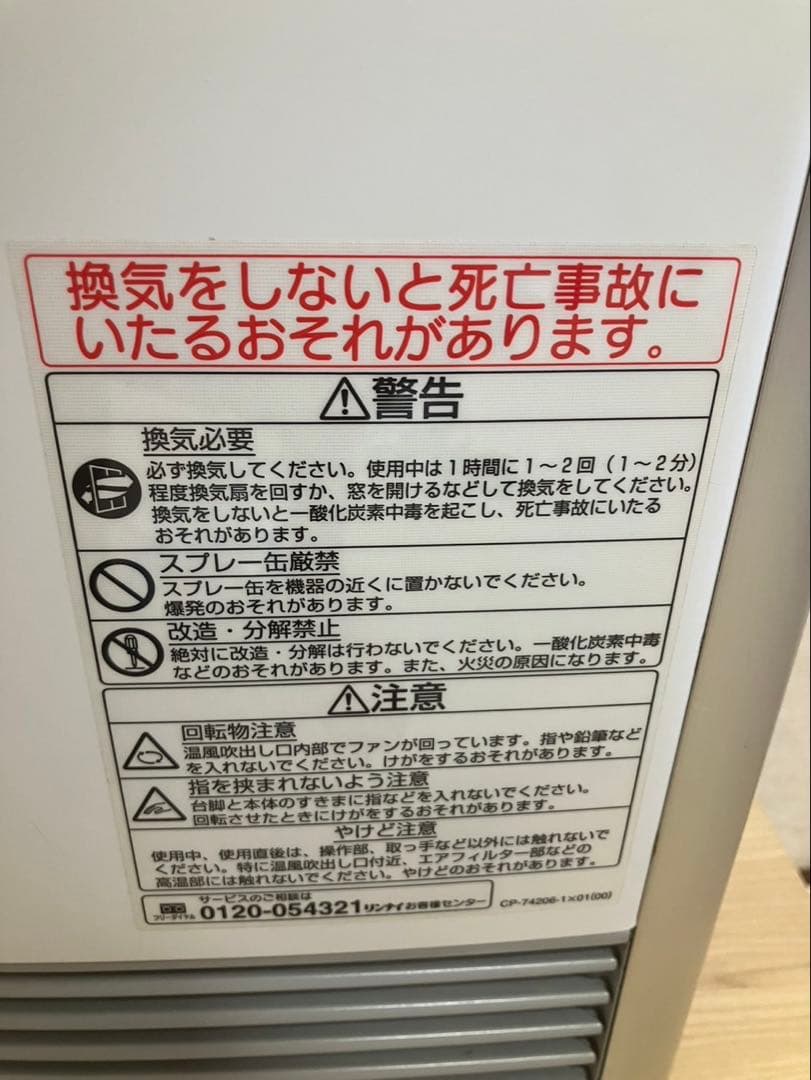 換気をしないと死亡事故に
いたるおそれがあります。
警告
換気必要
必ず換気してください。使用中は1時間に1〜2回（1〜2分）
程度換気扇を回すか、窓を開けるなどして換気をしてください。
換気をしないと一酸化炭素中毒を起こし、死亡事故にいたる
おそれがあります。
スプレー缶厳禁
スプレー缶を機器の近くに置かないでください。
爆発のおそれがあります。
改造・分解禁止
絶対に改造・分解は行わないでください。一酸化炭素中毒
などのおそれがあります。また、火災の原因になります。
注意
回転物注意
温風吹出し口内部でファンが回っています。指や鉛筆など
を入れないでください。けがをするおそれがあります。
指を挟まれないよう注意
台脚と本体のすきまに指などを入れないでください。
回転させたときにけがをするおそれがあります。
やけど注意
使用中、使用直後は、操作部、取っ手など以外には触れないで
ください。特に温風吹出し口付近、エアフィルター部などの
高温部には触れないでください。やけどのおそれがあります。
サービスのご相談は
フリーダイヤル 0120-054321 リンナイお客様センター
CP-74206-1×01(00)